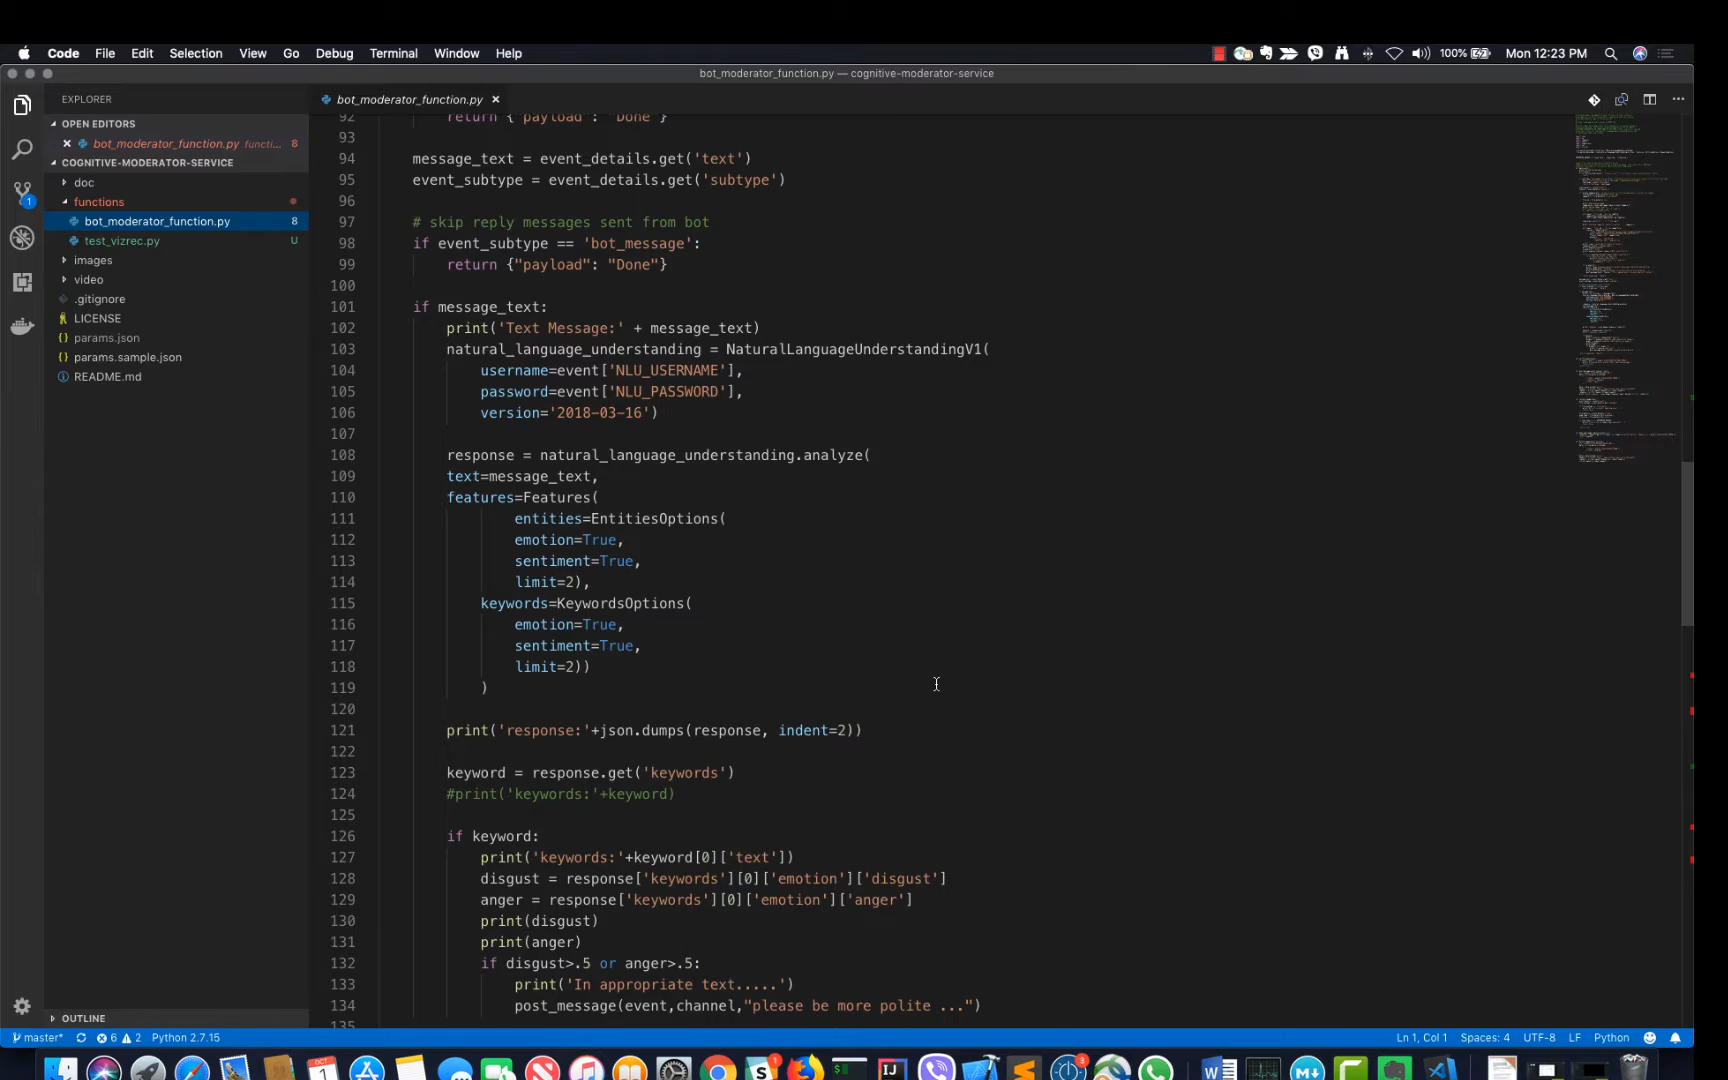 Code File Edit Selection View Go Debug Terminal Window Help 100% Mon 12:23 PM
bot_moderator_function.py — cognitive-moderator-service
EXPLORER
bot_moderator_function.py
OPEN EDITORS
bot_moderator_function.py functi... 8
COGNITIVE-MODERATOR-SERVICE
doc
functions
bot_moderator_function.py 8
test_vizrec.py U
images
video
.gitignore
LICENSE
params.json
params.sample.json
README.md
OUTLINE
92 return {"payload": "Done"}
93
94 message_text = event_details.get('text')
95 event_subtype = event_details.get('subtype')
96
97 # skip reply messages sent from bot
98 if event_subtype == 'bot_message':
99 return {"payload": "Done"}
100
101 if message_text:
102 print('Text Message:' + message_text)
103 natural_language_understanding = NaturalLanguageUnderstandingV1(
104 username=event['NLU_USERNAME'],
105 password=event['NLU_PASSWORD'],
106 version='2018-03-16')
107
108 response = natural_language_understanding.analyze(
109 text=message_text,
110 features=Features(
111 entities=EntitiesOptions(
112 emotion=True,
113 sentiment=True,
114 limit=2),
115 keywords=KeywordsOptions(
116 emotion=True,
117 sentiment=True,
118 limit=2))
119 )
120
121 print('response:'+json.dumps(response, indent=2))
122
123 keyword = response.get('keywords')
124 #print('keywords:'+keyword)
125
126 if keyword:
127 print('keywords:'+keyword[0]['text'])
128 disgust = response['keywords'][0]['emotion']['disgust']
129 anger = response['keywords'][0]['emotion']['anger']
130 print(disgust)
131 print(anger)
132 if disgust>.5 or anger>.5:
133 print('In appropriate text.....')
134 post_message(event,channel,"please be more polite ...")
135
master* 6 2 Python 2.7.15 Ln 1, Col 1 Spaces: 4 UTF-8 LF Python